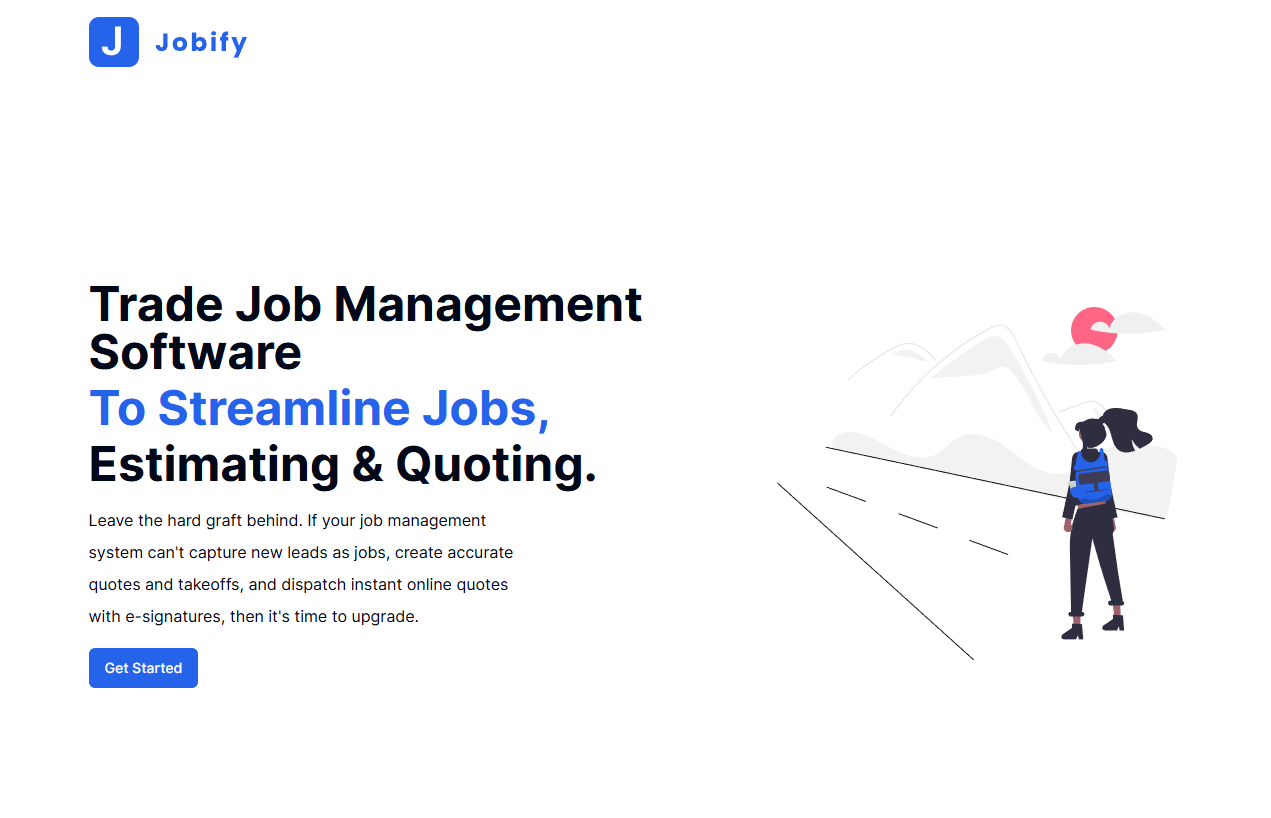 J Jobify
Trade Job Management
Software
To Streamline Jobs,
Estimating & Quoting.
Leave the hard graft behind. If your job management
system can't capture new leads as jobs, create accurate
quotes and takeoffs, and dispatch instant online quotes
with e-signatures, then it's time to upgrade.
Get Started